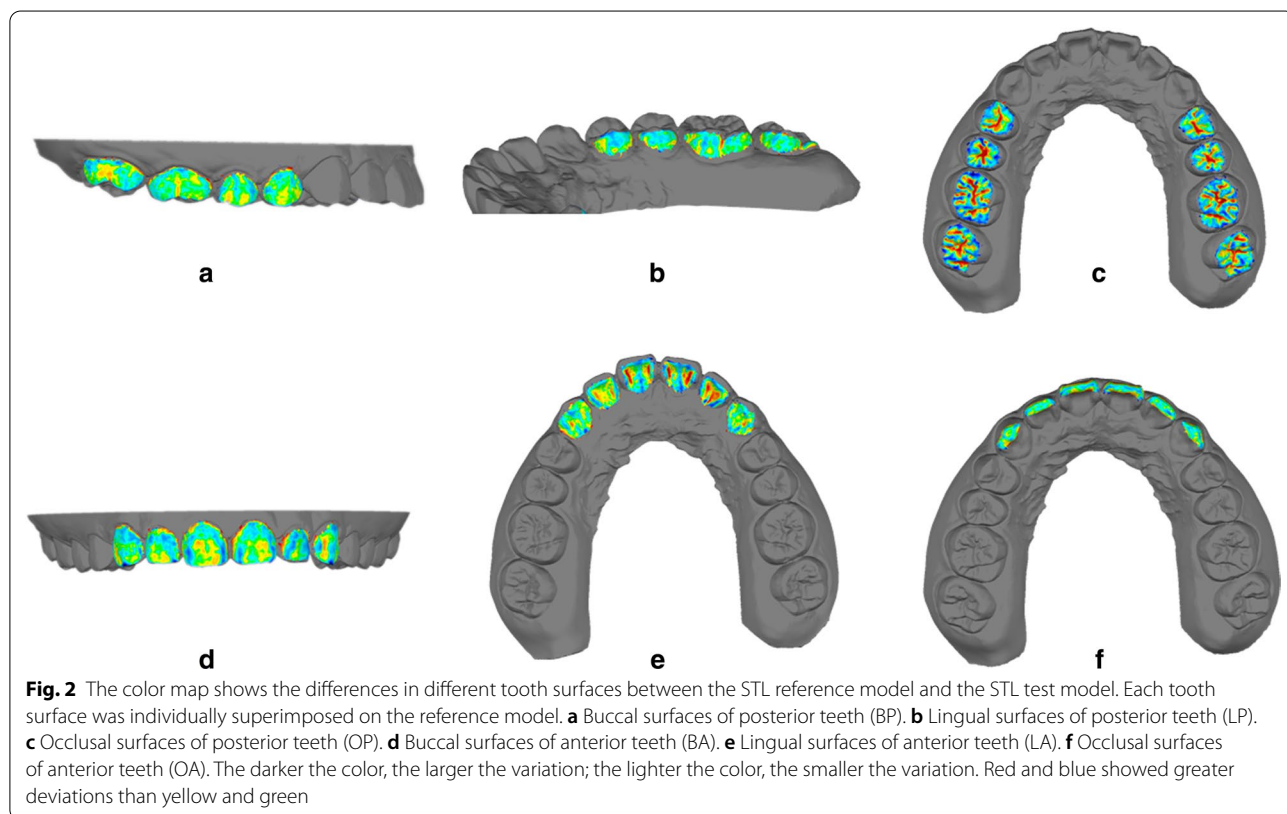 a
b
c
d
e
f
Fig. 2 The color map shows the differences in different tooth surfaces between the STL reference model and the STL test model. Each tooth
surface was individually superimposed on the reference model. a Buccal surfaces of posterior teeth (BP). b Lingual surfaces of posterior teeth (LP).
c Occlusal surfaces of posterior teeth (OP). d Buccal surfaces of anterior teeth (BA). e Lingual surfaces of anterior teeth (LA). f Occlusal surfaces
of anterior teeth (OA). The darker the color, the larger the variation; the lighter the color, the smaller the variation. Red and blue showed greater
deviations than yellow and green